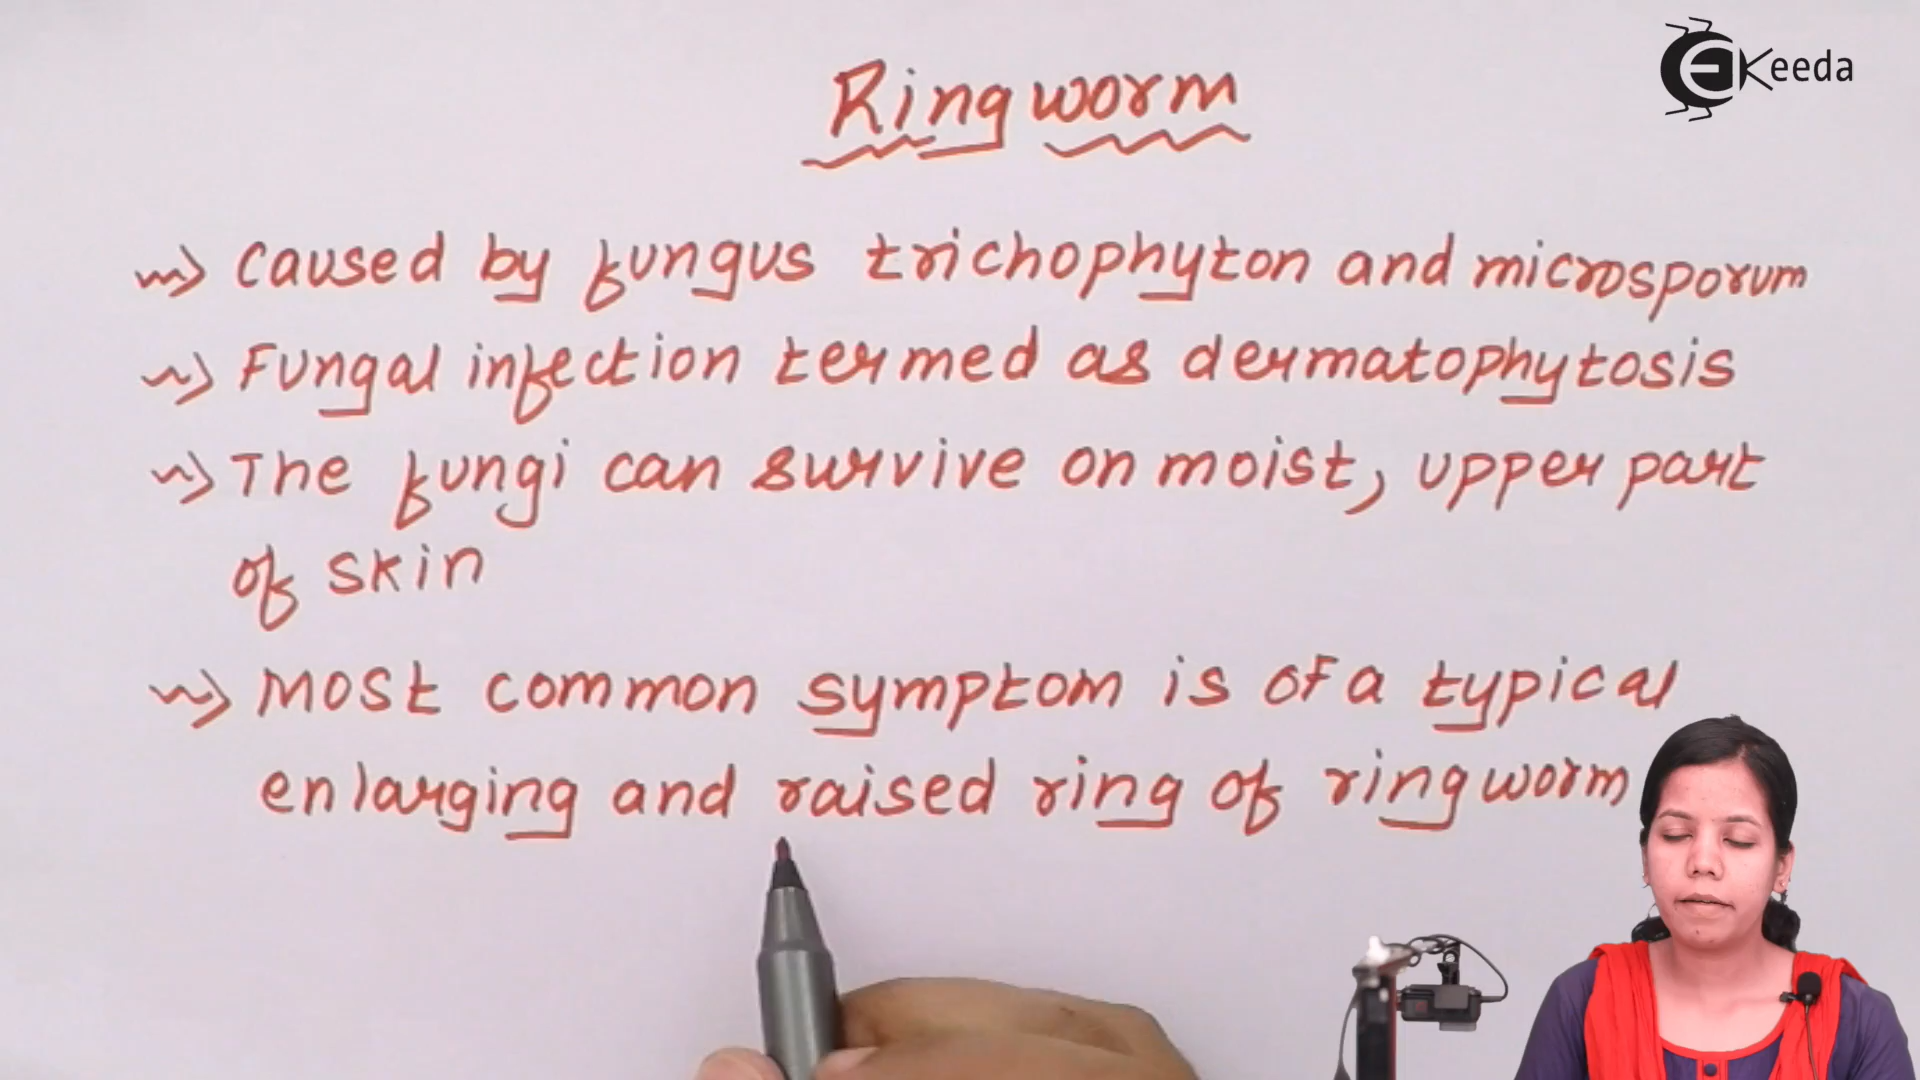 EKeeda
Ringworm
Caused by fungus trichophyton and microsporum
Fungal infection termed as dermatophytosis
The fungi can survive on moist, upper part
of skin
Most common symptom is of a typical
enlarging and raised ring of ringworm